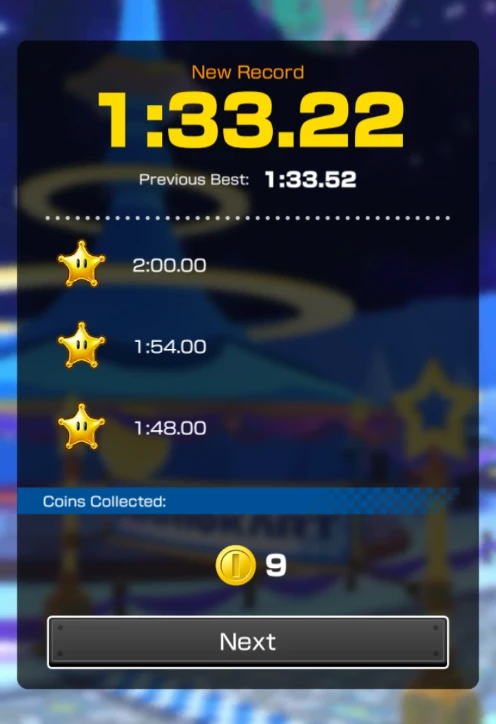 New Record
1:33.22
Previous Best: 1:33.52
2:00.00
1:54.00
1:48.00
Coins Collected:
9
Next